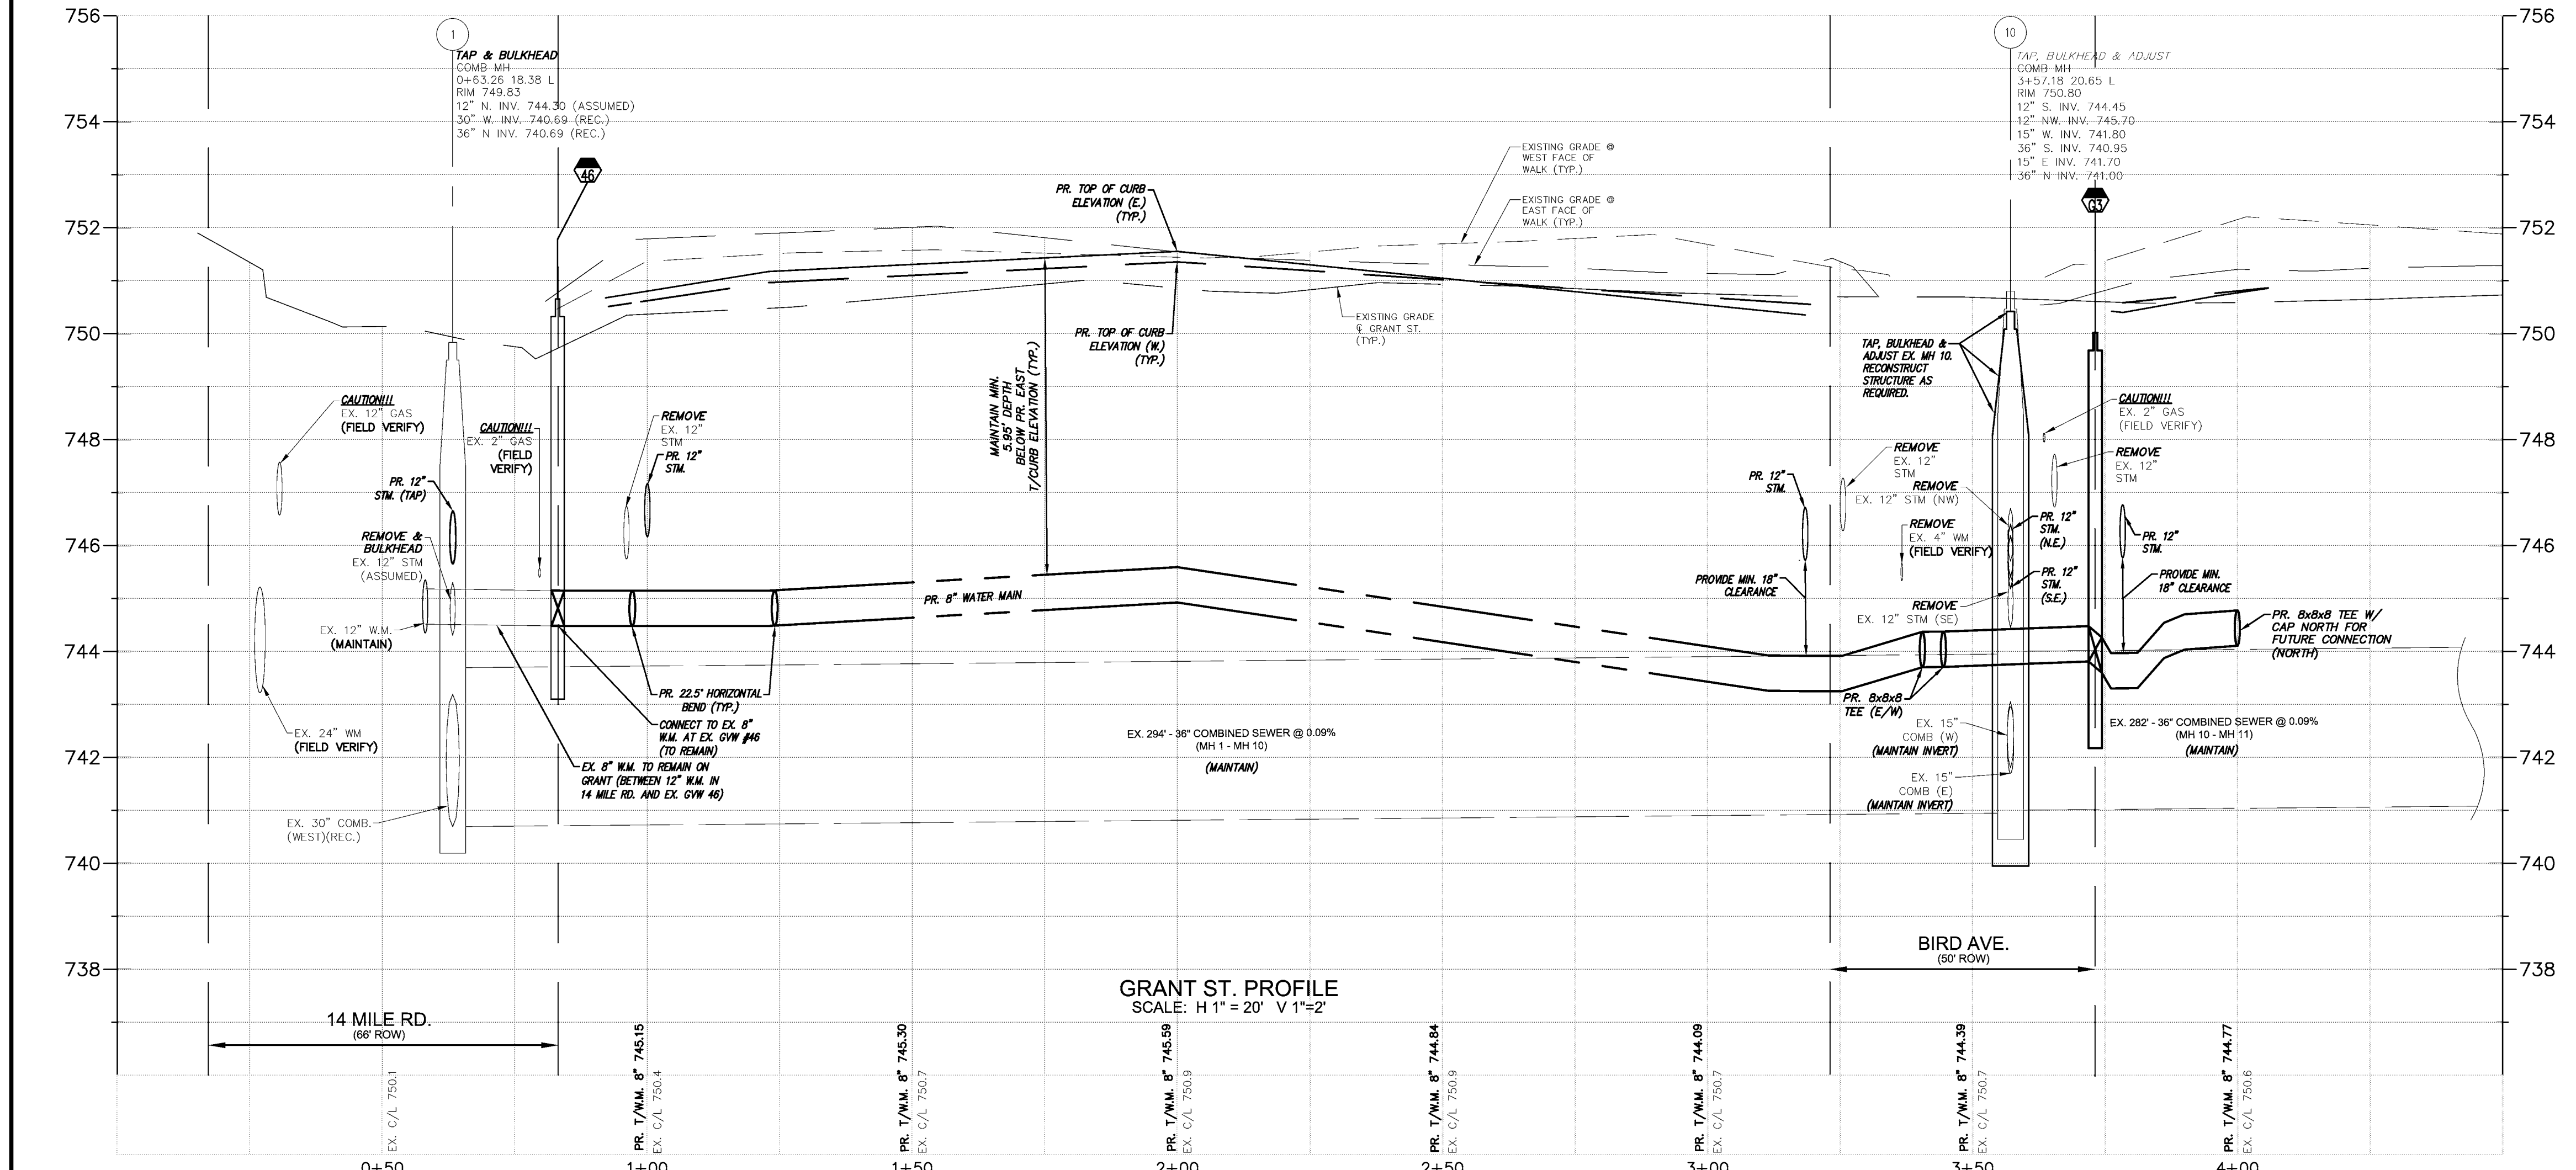 756
754
752
750
748
746
744
742
740
738
756
754
752
750
748
746
744
742
740
738
1
TAP & BULKHEAD
COMB MH
0+63.26 18.38 L
RIM 749.83
12" N. INV. 744.30 (ASSUMED)
30" W. INV. 740.69 (REC.)
36" N INV. 740.69 (REC.)
46
10
TAP, BULKHEAD & ADJUST
COMB MH
3+57.18 20.65 L
RIM 750.80
12" S. INV. 744.45
12" NW. INV. 745.70
15" W. INV. 741.80
36" S. INV. 740.95
15" E INV. 741.70
36" N INV. 741.00
G3
EXISTING GRADE @
WEST FACE OF
WALK (TYP.)
EXISTING GRADE @
EAST FACE OF
WALK (TYP.)
PR. TOP OF CURB
ELEVATION (E.)
(TYP.)
PR. TOP OF CURB
ELEVATION (W.)
(TYP.)
EXISTING GRADE
℄ GRANT ST.
(TYP.)
MAINTAIN MIN.
5.95' DEPTH
BELOW PR. EAST
T/CURB ELEVATION (TYP.)
CAUTION!!!
EX. 12" GAS
(FIELD VERIFY)
CAUTION!!!
EX. 2" GAS
(FIELD
VERIFY)
REMOVE
EX. 12"
STM
PR. 12"
STM.
PR. 12"
STM. (TAP)
REMOVE &
BULKHEAD
EX. 12" STM
(ASSUMED)
EX. 12" W.M.
(MAINTAIN)
EX. 24" WM
(FIELD VERIFY)
EX. 30" COMB.
(WEST)(REC.)
PR. 8" WATER MAIN
PR. 22.5° HORIZONTAL
BEND (TYP.)
CONNECT TO EX. 8"
W.M. AT EX. GVW #46
(TO REMAIN)
EX. 8" W.M. TO REMAIN ON
GRANT (BETWEEN 12" W.M. IN
14 MILE RD. AND EX. GVW 46)
EX. 294' - 36" COMBINED SEWER @ 0.09%
(MH 1 - MH 10)
(MAINTAIN)
TAP, BULKHEAD &
ADJUST EX. MH 10.
RECONSTRUCT
STRUCTURE AS
REQUIRED.
PR. 12"
STM.
PROVIDE MIN. 18"
CLEARANCE
REMOVE
EX. 12"
STM
REMOVE
EX. 12" STM (NW)
REMOVE
EX. 4" WM
(FIELD VERIFY)
REMOVE
EX. 12" STM (SE)
PR. 12"
STM.
(N.E.)
PR. 12"
STM.
(S.E.)
CAUTION!!!
EX. 2" GAS
(FIELD VERIFY)
REMOVE
EX. 12"
STM
PR. 12"
STM.
PROVIDE MIN.
18" CLEARANCE
PR. 8x8x8 TEE W/
CAP NORTH FOR
FUTURE CONNECTION
(NORTH)
PR. 8x8x8
TEE (E/W)
EX. 15"
COMB (W)
(MAINTAIN INVERT)
EX. 15"
COMB (E)
(MAINTAIN INVERT)
EX. 282' - 36" COMBINED SEWER @ 0.09%
(MH 10 - MH 11)
(MAINTAIN)
BIRD AVE.
(50' ROW)
14 MILE RD.
(66' ROW)
GRANT ST. PROFILE
SCALE: H 1" = 20' V 1"=2'
EX. C/L 750.1
PR. T/W.M. 8" 745.15
EX. C/L 750.4
PR. T/W.M. 8" 745.30
EX. C/L 750.7
PR. T/W.M. 8" 745.59
EX. C/L 750.9
PR. T/W.M. 8" 744.84
EX. C/L 750.9
PR. T/W.M. 8" 744.09
EX. C/L 750.7
PR. T/W.M. 8" 744.39
EX. C/L 750.7
PR. T/W.M. 8" 744.77
EX. C/L 750.6
0+50
1+00
1+50
2+00
2+50
3+00
3+50
4+00